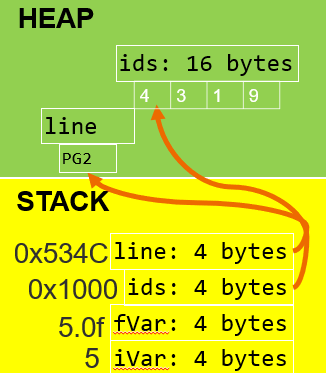 HEAP
ids: 16 bytes
4 3 1 9
line
PG2
STACK
0x534C line: 4 bytes
0x1000 ids: 4 bytes
5.0f fVar: 4 bytes
5 iVar: 4 bytes